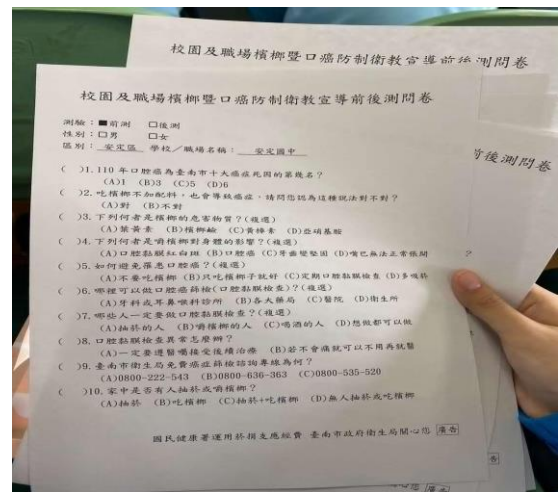 校園及職場檳榔暨口癌防制衛教宣導前後測問卷
前後測問卷
校園及職場檳榔暨口癌防制衛教宣導前後測問卷
測驗：■前測 □後測
性別：□男 □女
區別：安定區 學校／職場名稱：安定國中
( )1.110年口腔癌為臺南市十大癌症死因的第幾名？
(A)1 (B)3 (C)5 (D)6
( )2.吃檳榔不加配料，也會導致癌症，請問您認為這種說法對不對？
(A)對 (B)不對
( )3.下列何者是檳榔的危害物質？(複選)
(A)葉黃素 (B)檳榔鹼 (C)黃樟素 (D)亞硝基胺
( )4.下列何者是嚼檳榔對身體的影響？(複選)
(A)口腔黏膜紅白斑 (B)口腔癌 (C)牙齒變堅固 (D)嘴巴無法正常張開
( )5.如何避免罹患口腔癌？(複選)
(A)不要吃檳榔 (B)只吃檳榔子就好 (C)定期口腔黏膜檢查 (D)多吸菸
( )6.哪裡可以做口腔癌篩檢(口腔黏膜檢查)？(複選)
(A)牙科或耳鼻喉科診所 (B)各大藥局 (C)醫院 (D)衛生所
( )7.哪些人一定要做口腔黏膜檢查？(複選)
(A)抽菸的人 (B)嚼檳榔的人 (C)喝酒的人 (D)想做都可以做
( )8.口腔黏膜檢查異常怎麼辦？
(A)一定要遵醫囑接受後續治療 (B)若不會痛就可以不用再就醫
( )9.臺南市衛生局免費癌症篩檢諮詢專線為何？
(A)0800-222-543 (B)0800-636-363 (C)0800-535-520
( )10.家中是否有人抽菸或嚼檳榔？
(A)抽菸 (B)吃檳榔 (C)抽菸+吃檳榔 (D)無人抽菸或吃檳榔
國民健康署運用菸捐支應經費 臺南市政府衛生局關心您 廣告
？
告
廣告